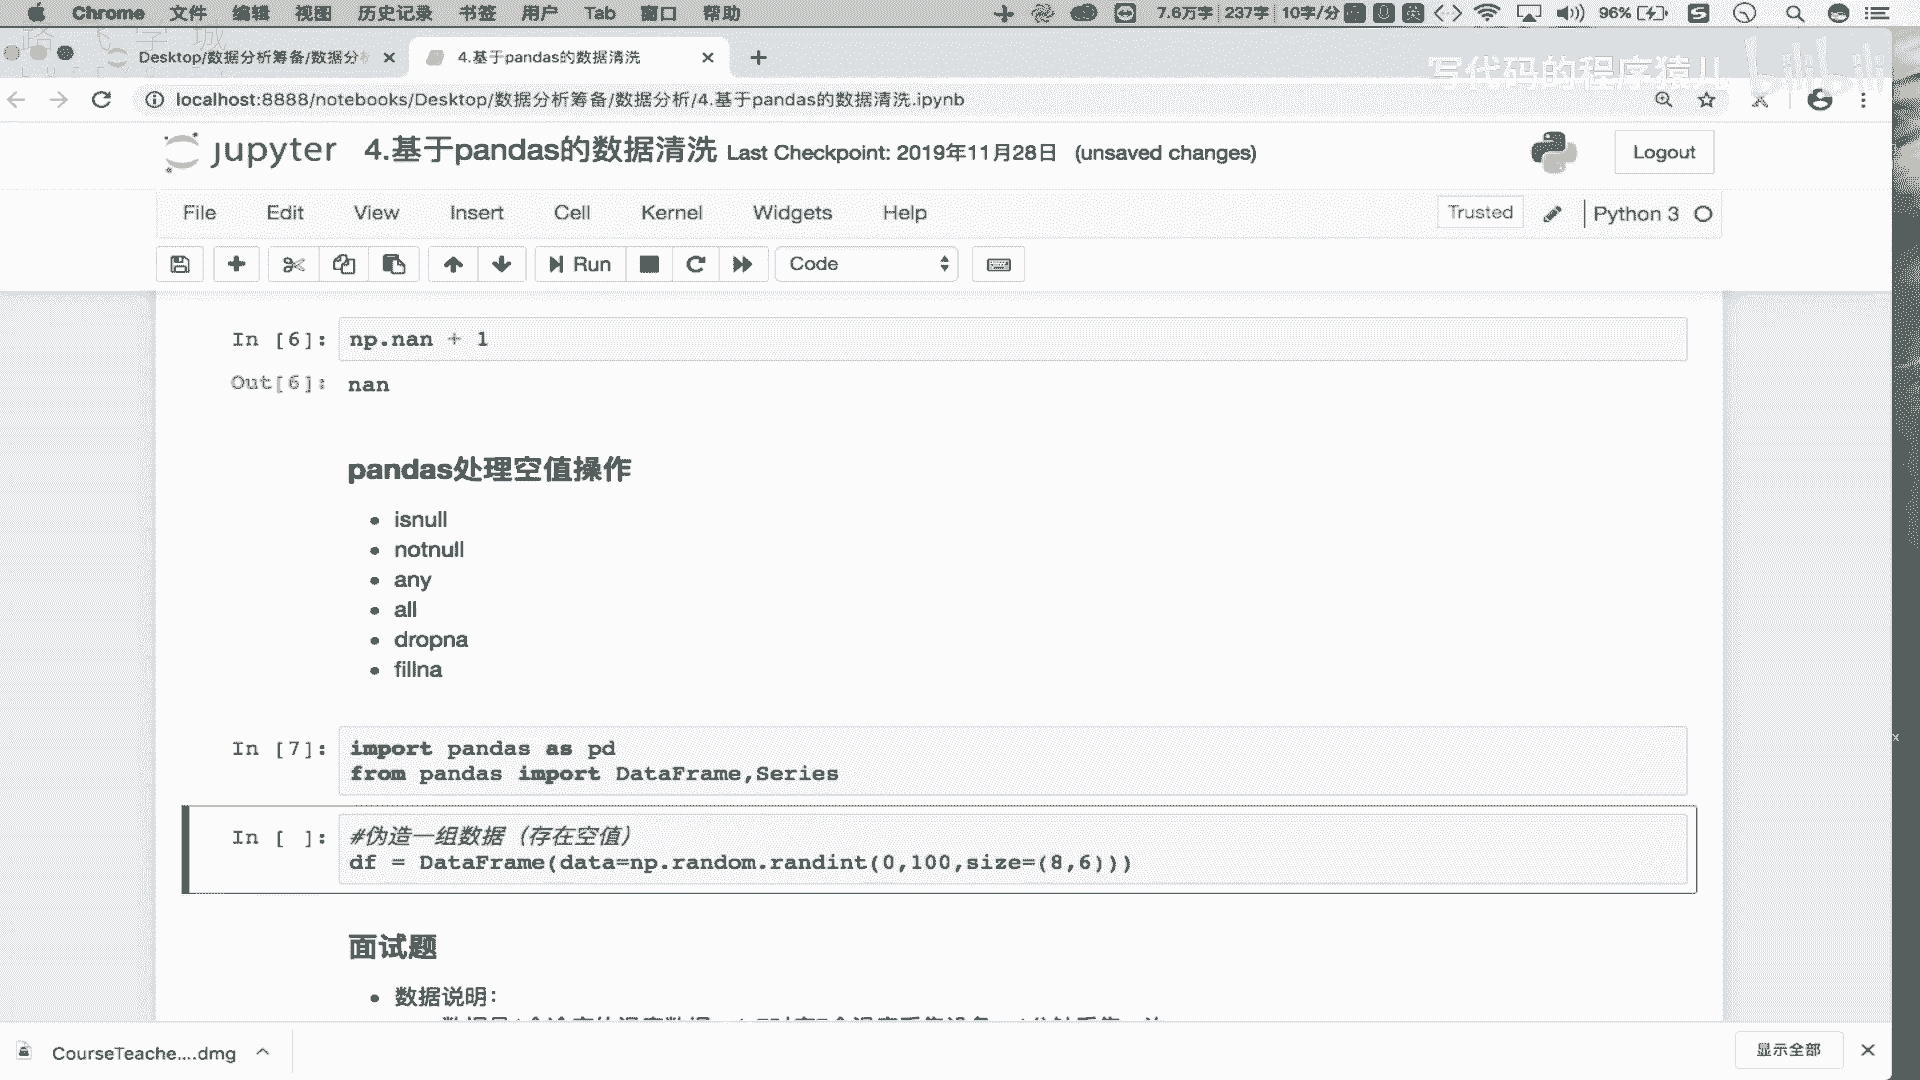 Chrome 文件 编辑 视图 历史记录 书签 用户 Tab 窗口 帮助 7.6万字 237字 10字/分 英 96%
Desktop/数据分析筹备/数据分 4.基于pandas的数据清洗
写代码的程序猿儿 bilibili
localhost:8888/notebooks/Desktop/数据分析筹备/数据分析/4.基于pandas的数据清洗.ipynb
jupyter 4.基于pandas的数据清洗 Last Checkpoint: 2019年11月28日 (unsaved changes)
Logout
File Edit View Insert Cell Kernel Widgets Help Trusted Python 3
Run Code
In [6]: np.nan + 1
Out[6]: nan
pandas处理空值操作
isnull
notnull
any
all
dropna
fillna
In [7]: import pandas as pd
from pandas import DataFrame,Series
In [ ]: #伪造一组数据（存在空值）
df = DataFrame(data=np.random.randint(0,100,size=(8,6)))
面试题
数据说明：
CourseTeache....dmg 显示全部